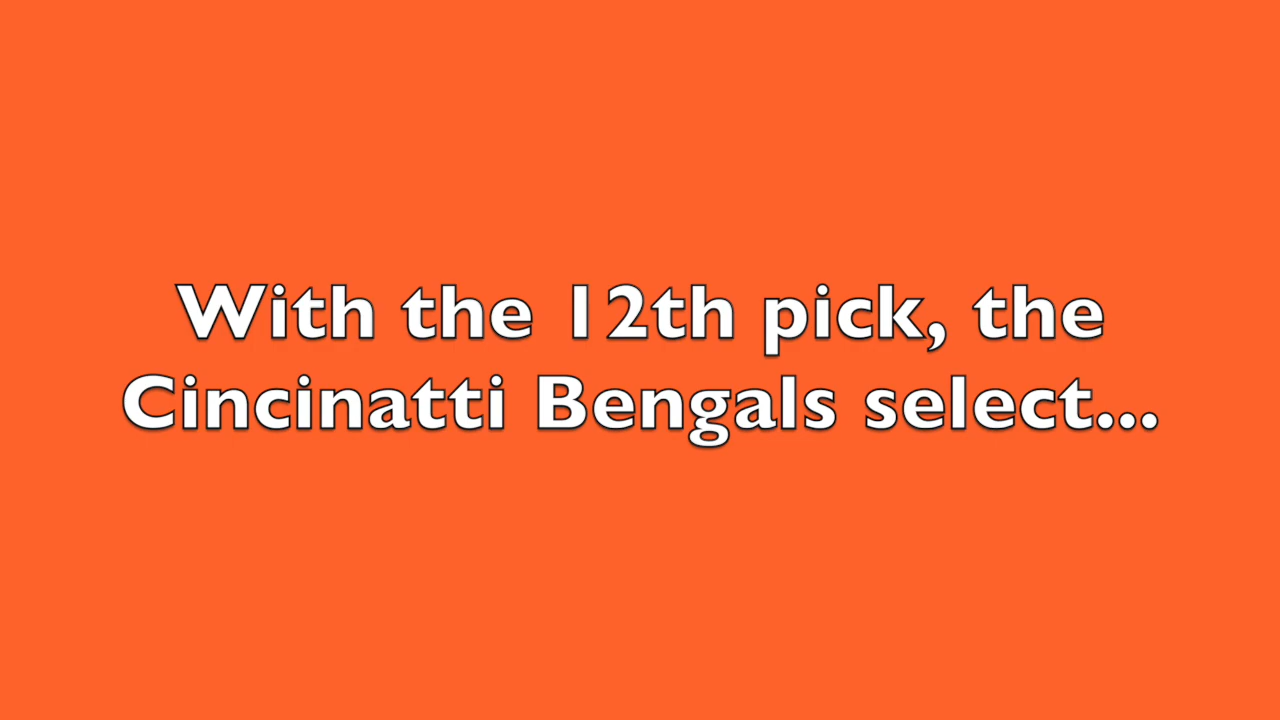 With the 12th pick, the
Cincinatti Bengals select...